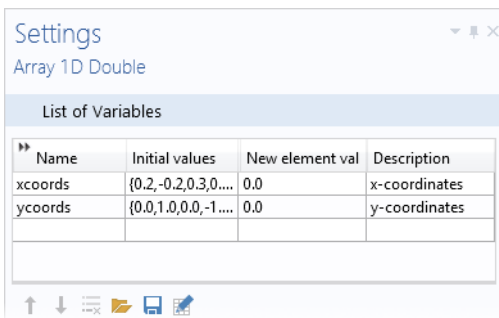 Settings
Array 1D Double
List of Variables
Name Initial values New element val Description
xcoords {0.2,-0.2,0.3,0.... 0.0 x-coordinates
ycoords {0.0,1.0,0.0,-1.... 0.0 y-coordinates